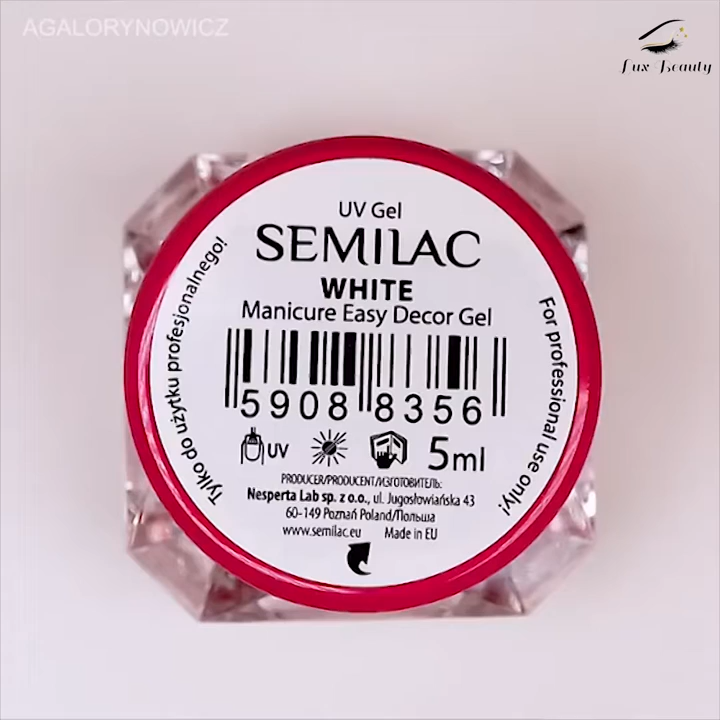 AGALORYNOWICZ
Lux Beauty
UV Gel
SEMILAC
WHITE
Manicure Easy Decor Gel
5908 8356
UV 5ml
PRODUCER/PRODUCENT/ИЗГОТОВИТЕЛЬ:
Nesperta Lab sp. z o.o., ul. Jugosłowiańska 43
60-149 Poznań Poland/Польша
www.semilac.eu Made in EU
Tylko do użytku profesjonalnego!
For professional use only!